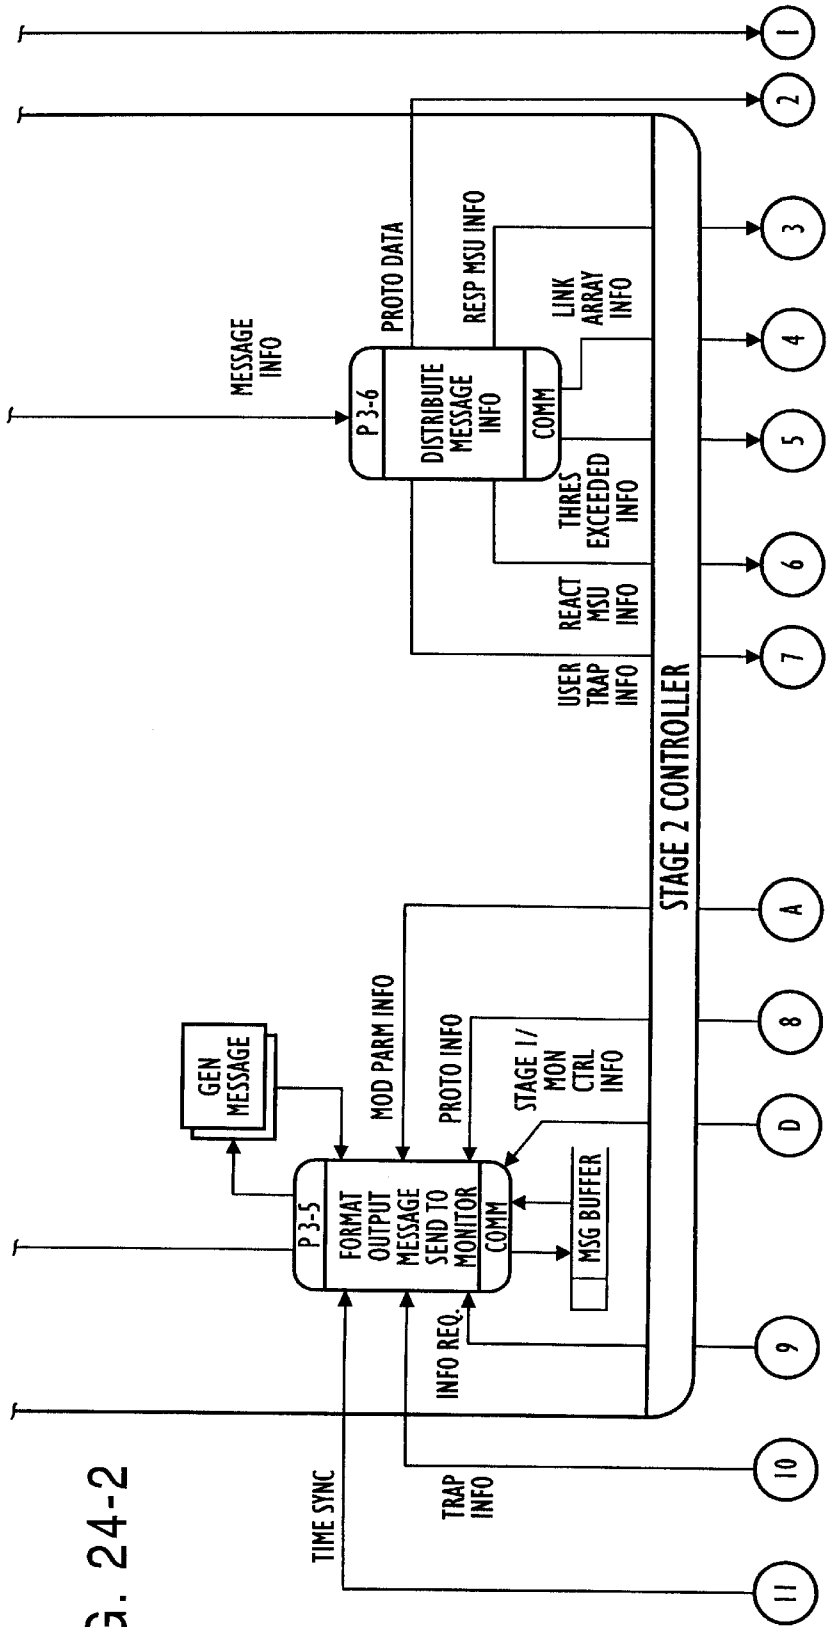 G. 24-2
TIME SYNC
TRAP
INFO
INFO REQ.
P 3-5
FORMAT
OUTPUT
MESSAGE
SEND TO
MONITOR
COMM
GEN
MESSAGE
MSG BUFFER
MOD PARM INFO
PROTO INFO
STAGE 1/
MON
CTRL
INFO
MESSAGE
INFO
P 3-6
DISTRIBUTE
MESSAGE
INFO
COMM
USER
TRAP
INFO
REACT
MSU
INFO
THRES
EXCEEDED
INFO
LINK
ARRAY
INFO
RESP MSU INFO
PROTO DATA
STAGE 2 CONTROLLER
11
10
9
D
8
A
7
6
5
4
3
2
1